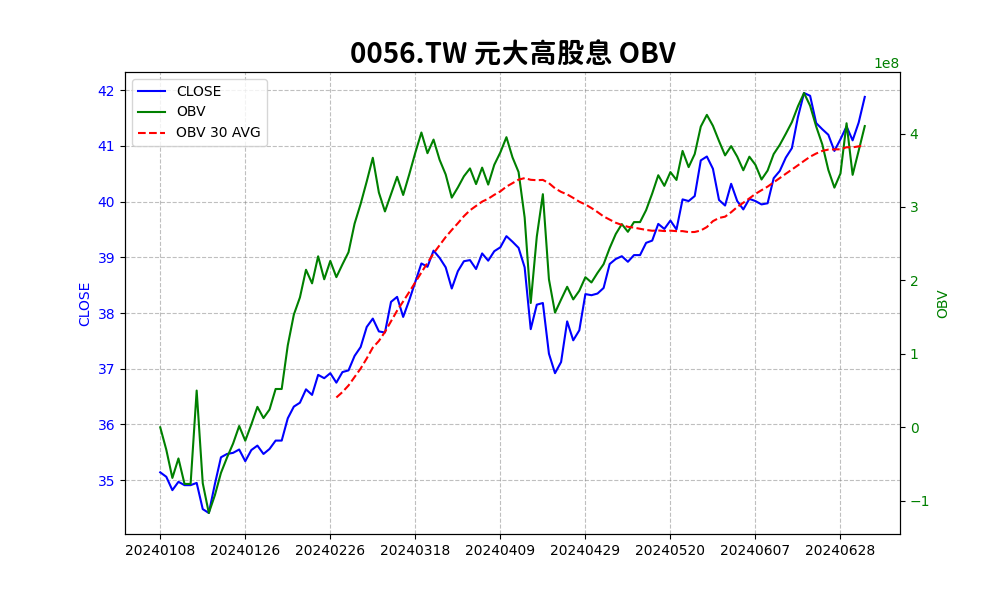 0056.TW 元大高股息 OBV
1e8
CLOSE
OBV
OBV 30 AVG
42
41
40
39
38
37
36
35
CLOSE
4
3
2
1
0
−1
OBV
20240108 20240126 20240226 20240318 20240409 20240429 20240520 20240607 20240628